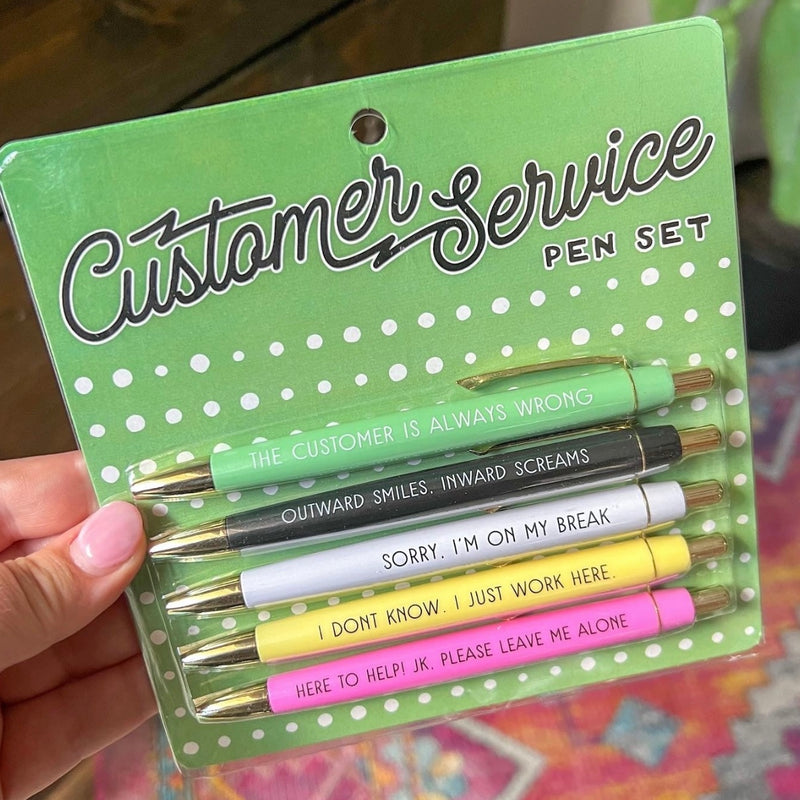 Customer Service
PEN SET
THE CUSTOMER IS ALWAYS WRONG
OUTWARD SMILES. INWARD SCREAMS
SORRY. I'M ON MY BREAK
I DONT KNOW. I JUST WORK HERE.
HERE TO HELP! JK. PLEASE LEAVE ME ALONE